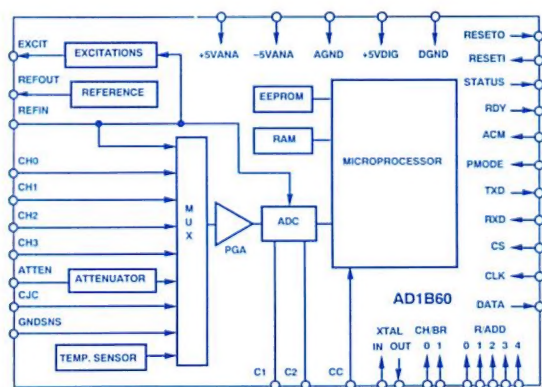 EXCIT
EXCITATIONS
REFOUT
REFERENCE
REFIN
+5VANA
−5VANA
AGND
+5VDIG
DGND
RESETO
RESETI
STATUS
RDY
ACM
PMODE
TXD
RXD
CS
CLK
DATA
EEPROM
RAM
MICROPROCESSOR
CH0
CH1
CH2
CH3
ATTEN
ATTENUATOR
CJC
GNDSNS
TEMP. SENSOR
M
U
X
PGA
ADC
AD1B60
C1
C2
CC
XTAL
IN OUT
CH/BR
0 1
R/ADD
0 1 2 3 4